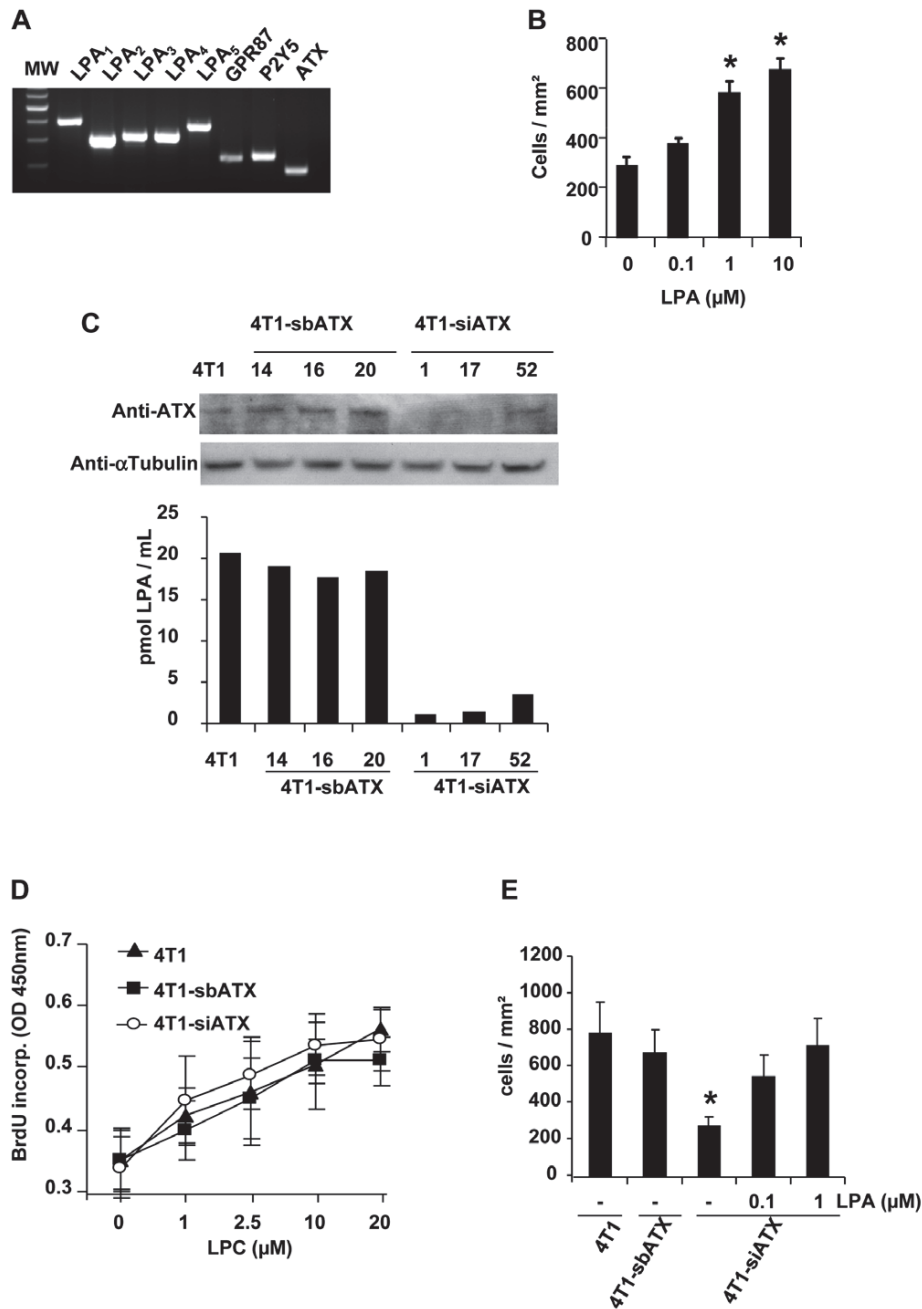 A
MW LPA₁ LPA₂ LPA₃ LPA₄ LPA₅ GPR87 P2Y5 ATX
B
Cells / mm²
800
600
400
200
0
* *
0 0.1 1 10
LPA (µM)
C
4T1-sbATX 4T1-siATX
4T1 14 16 20 1 17 52
Anti-ATX
Anti-αTubulin
pmol LPA / mL
25
20
15
10
5
0
4T1 14 16 20 1 17 52
4T1-sbATX 4T1-siATX
D
BrdU incorp. (OD 450nm)
0.7
0.6
0.5
0.4
0.3
4T1
4T1-sbATX
4T1-siATX
0 1 2.5 10 20
LPC (µM)
E
cells / mm²
1200
1000
800
600
400
200
0
*
- - - 0.1 1 LPA (µM)
4T1 4T1-sbATX 4T1-siATX